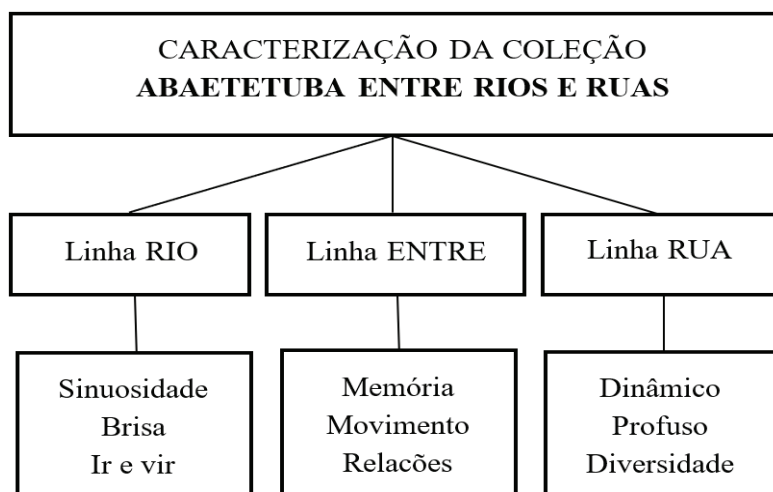 CARACTERIZAÇÃO DA COLEÇÃO
ABAETETUBA ENTRE RIOS E RUAS
Linha RIO
Linha ENTRE
Linha RUA
Sinuosidade
Brisa
Ir e vir
Memória
Movimento
Relacões
Dinâmico
Profuso
Diversidade